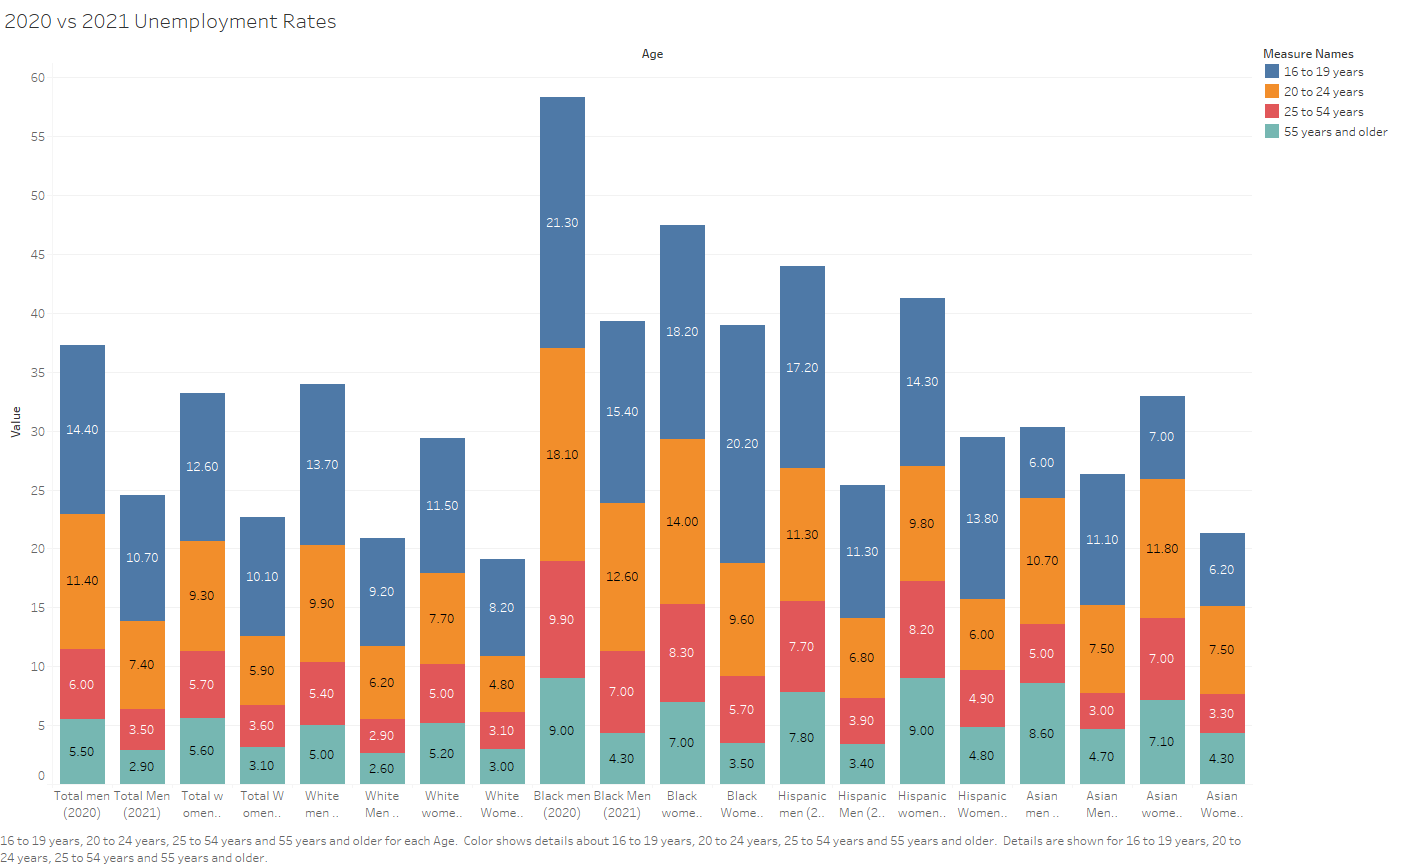 2020 vs 2021 Unemployment Rates
Age
Measure Names
16 to 19 years
20 to 24 years
25 to 54 years
55 years and older
Value
60
55
50
45
40
35
30
25
20
15
10
5
0
14.40
11.40
6.00
5.50
10.70
7.40
3.50
2.90
12.60
9.30
5.70
5.60
10.10
5.90
3.60
3.10
13.70
9.90
5.40
5.00
9.20
6.20
2.90
2.60
11.50
7.70
5.00
5.20
8.20
4.80
3.10
3.00
21.30
18.10
9.90
9.00
15.40
12.60
7.00
4.30
18.20
14.00
8.30
7.00
20.20
9.60
5.70
3.50
17.20
11.30
7.70
7.80
11.30
6.80
3.90
3.40
14.30
9.80
8.20
9.00
13.80
6.00
4.90
4.80
6.00
10.70
5.00
8.60
11.10
7.50
3.00
4.70
7.00
11.80
7.00
7.10
6.20
7.50
3.30
4.30
Total men
(2020)
Total Men
(2021)
Total w
omen..
Total W
omen..
White
men ..
White
Men ..
White
wome..
White
Wome..
Black men
(2020)
Black Men
(2021)
Black
wome..
Black
Wome..
Hispanic
men (2..
Hispanic
Men (2..
Hispanic
women..
Hispanic
Women..
Asian
men ..
Asian
Men..
Asian
wome..
Asian
Wome..
16 to 19 years, 20 to 24 years, 25 to 54 years and 55 years and older for each Age. Color shows details about 16 to 19 years, 20 to 24 years, 25 to 54 years and 55 years and older. Details are shown for 16 to 19 years, 20 to
24 years, 25 to 54 years and 55 years and older.